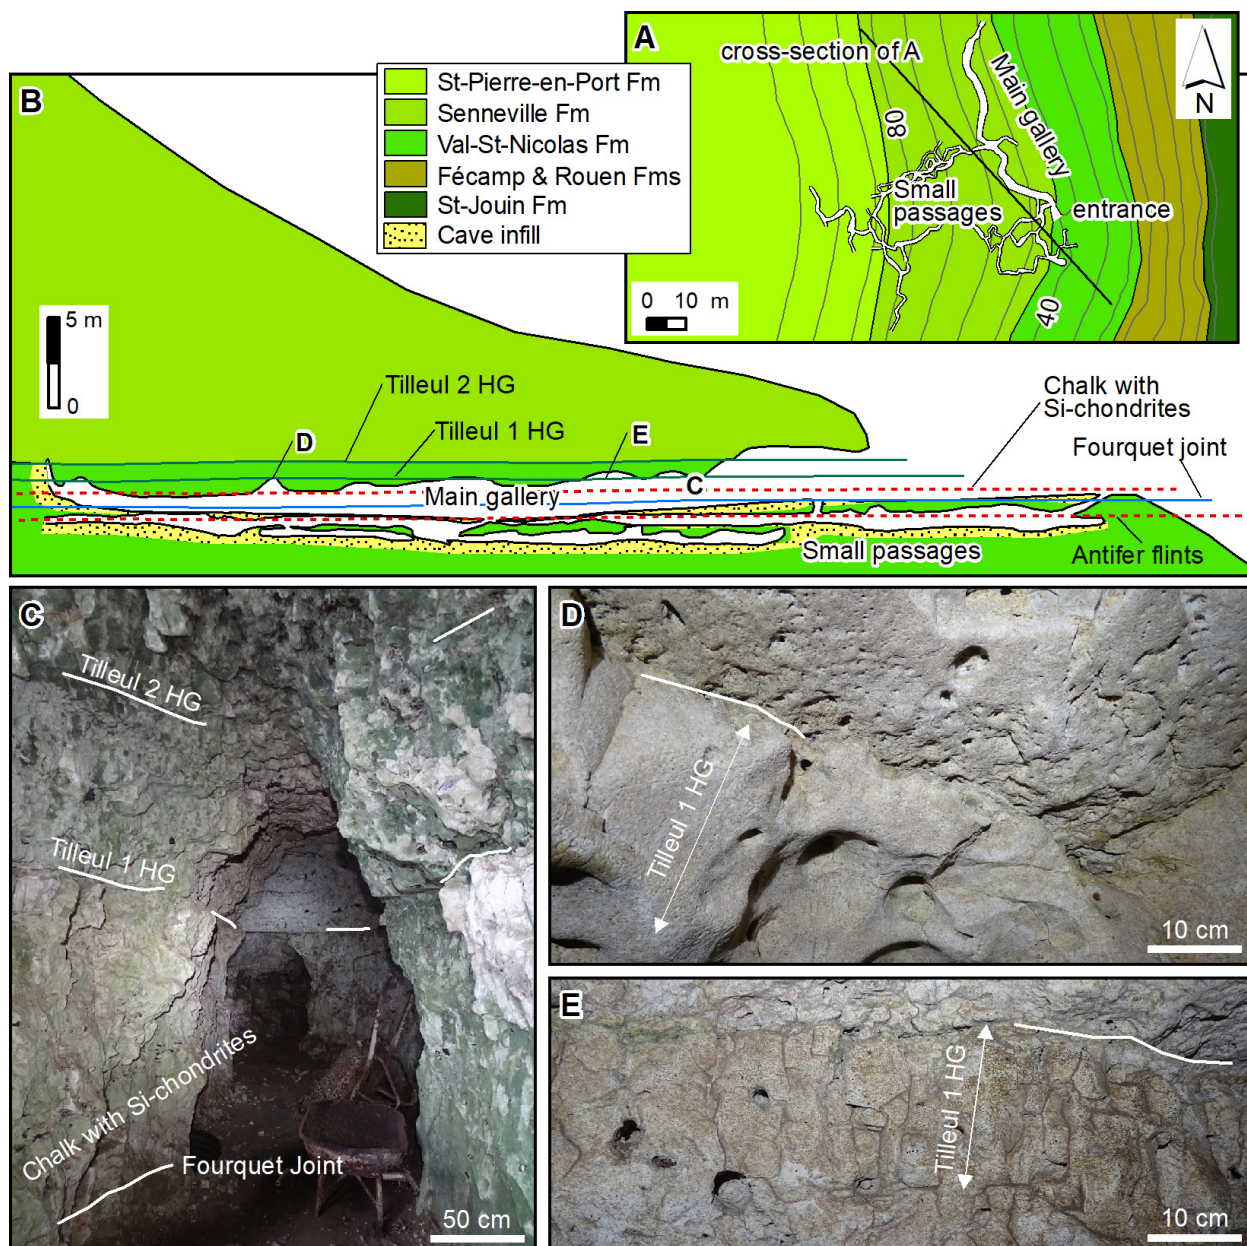 A
cross-section of A
Main gallery
N
80
Small
passages
entrance
0 10 m
40
B
St-Pierre-en-Port Fm
Senneville Fm
Val-St-Nicolas Fm
Fécamp & Rouen Fms
St-Jouin Fm
Cave infill
5 m
0
Tilleul 2 HG
Tilleul 1 HG
D
E
C
Chalk with
Si-chondrites
Fourquet joint
Main gallery
Small passages
Antifer flints
C
Tilleul 2 HG
Tilleul 1 HG
Chalk with Si-chondrites
Fourquet Joint
50 cm
D
Tilleul 1 HG
10 cm
E
Tilleul 1 HG
10 cm